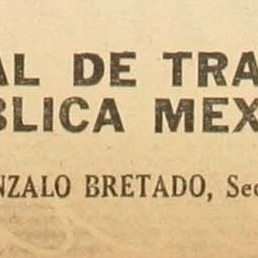 AL DE TRA
BLICA MEX
NZALO BRETADO, Sec